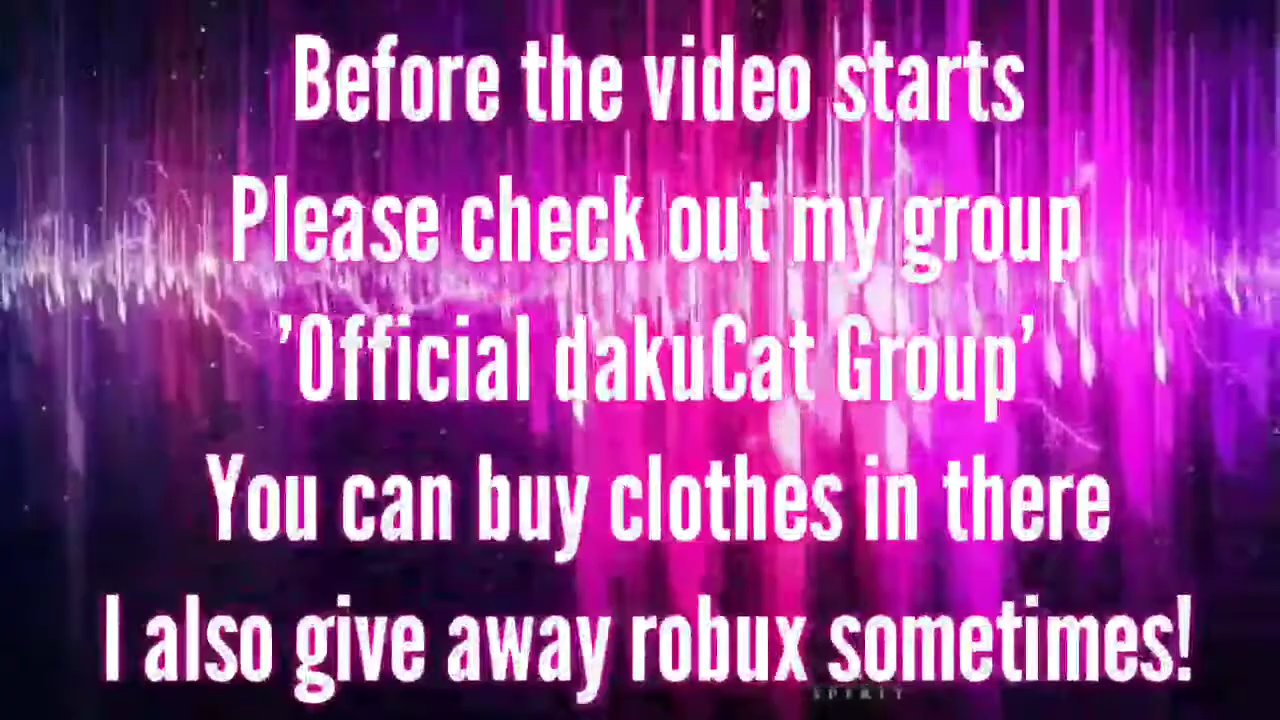 Before the video starts
Please check out my group
'Official dakuCat Group'
You can buy clothes in there
I also give away robux sometimes!